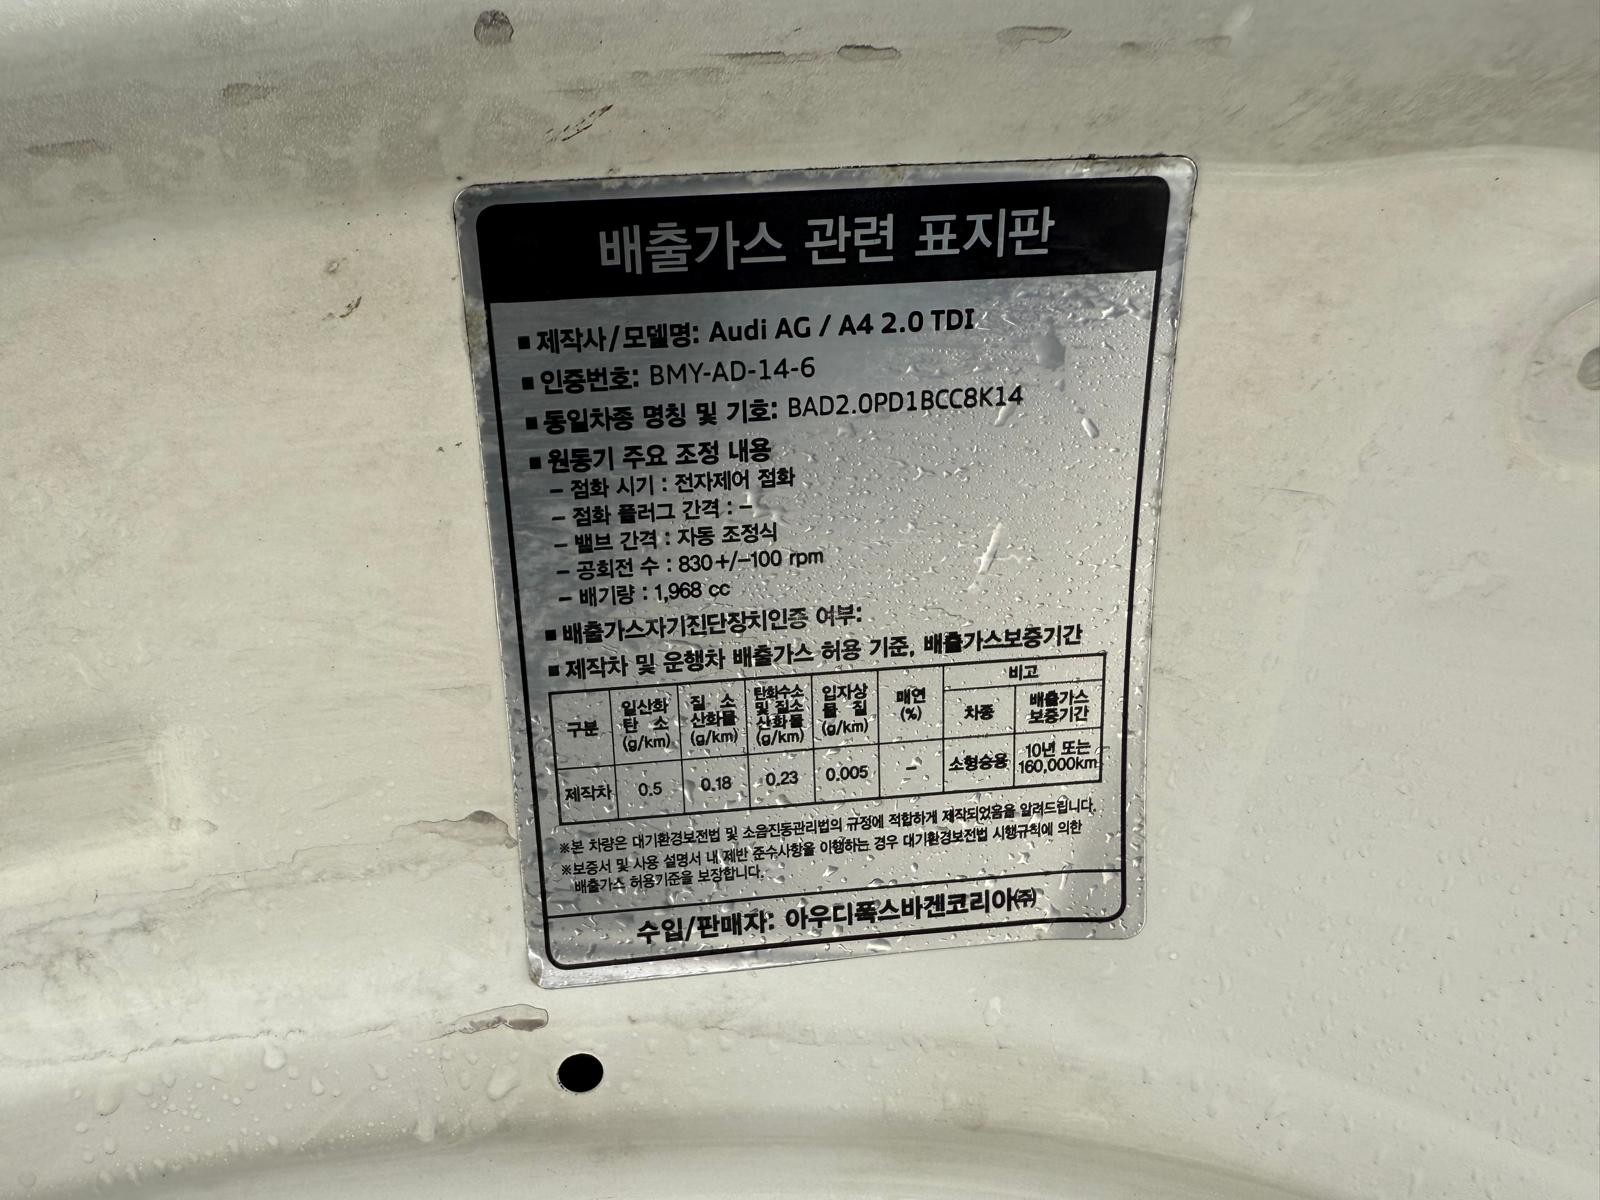 배출가스 관련 표지판
■ 제작사/모델명: Audi AG / A4 2.0 TDI
■ 인증번호: BMY-AD-14-6
■ 동일차종 명칭 및 기호: BAD2.0PD1BCC8K14
■ 원동기 주요 조정 내용
– 점화 시기 : 전자제어 점화
– 점화 플러그 간격 : –
– 밸브 간격 : 자동 조정식
– 공회전 수 : 830+/–100 rpm
– 배기량 : 1,968 cc
■ 배출가스자기진단장치인증 여부:
■ 제작차 및 운행차 배출가스 허용 기준, 배출가스보증기간
구분 일산화 탄 소 (g/km) 질 소 산화물 (g/km) 탄화수소 및 질소 산화물 (g/km) 입자상 물 질 (g/km) 매연 (%) 비고
차종 배출가스 보증기간
제작차 0.5 0.18 0.23 0.005 – 소형승용 10년 또는 160,000km
※본 차량은 대기환경보전법 및 소음진동관리법의 규정에 적합하게 제작되었음을 알려드립니다.
※보증서 및 사용 설명서 내 제반 준수사항을 이행하는 경우 대기환경보전법 시행규칙에 의한
배출가스 허용기준을 보장합니다.
수입/판매자: 아우디폭스바겐코리아㈜